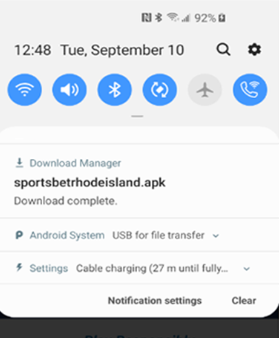 92%
12:48 Tue, September 10
Download Manager
sportsbetrhodeisland.apk
Download complete.
Android System USB for file transfer
Settings Cable charging (27 m until fully...
Notification settings Clear